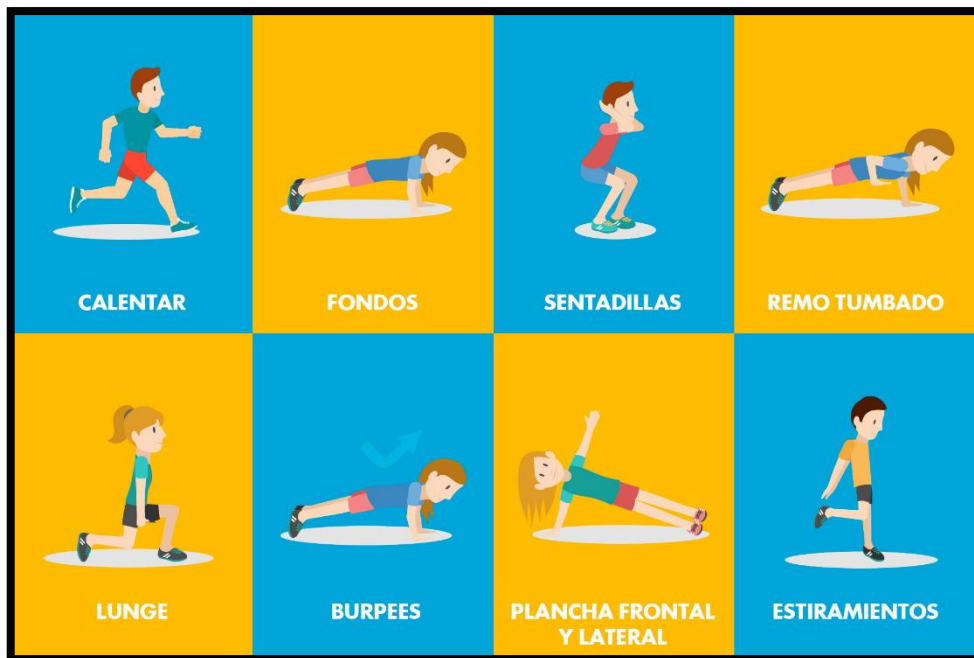 CALENTAR
FONDOS
SENTADILLAS
REMO TUMBADO
LUNGE
BURPEES
PLANCHA FRONTAL
Y LATERAL
ESTIRAMIENTOS